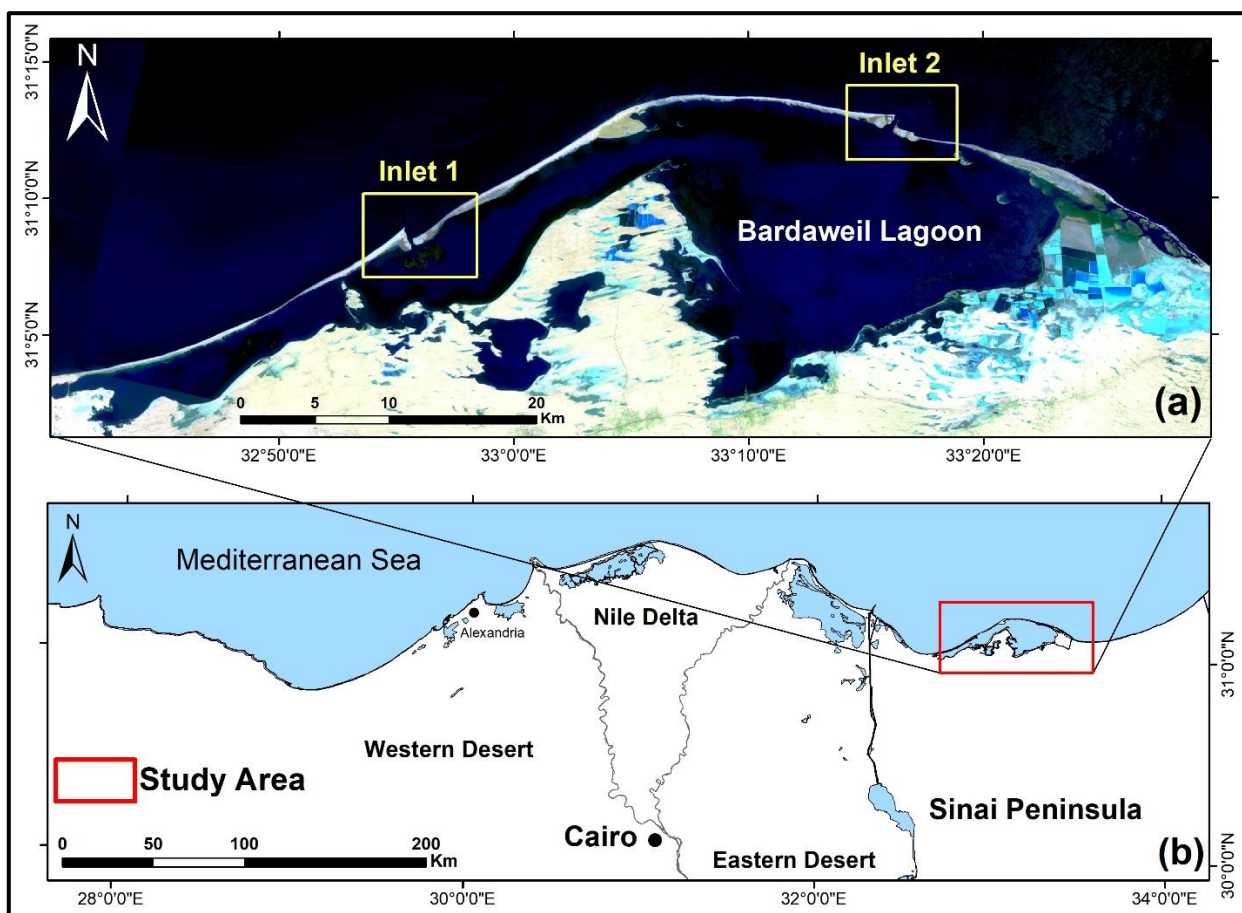 N
Inlet 1
Inlet 2
Bardaweil Lagoon
31°15'0"N
31°10'0"N
31°5'0"N
0 5 10 20
Km
(a)
32°50'0"E 33°0'0"E 33°10'0"E 33°20'0"E
N
Mediterranean Sea
Alexandria
Nile Delta
Western Desert
Study Area
Cairo
Eastern Desert
Sinai Peninsula
0 50 100 200
Km
(b)
31°0'0"N
30°0'0"N
28°0'0"E 30°0'0"E 32°0'0"E 34°0'0"E